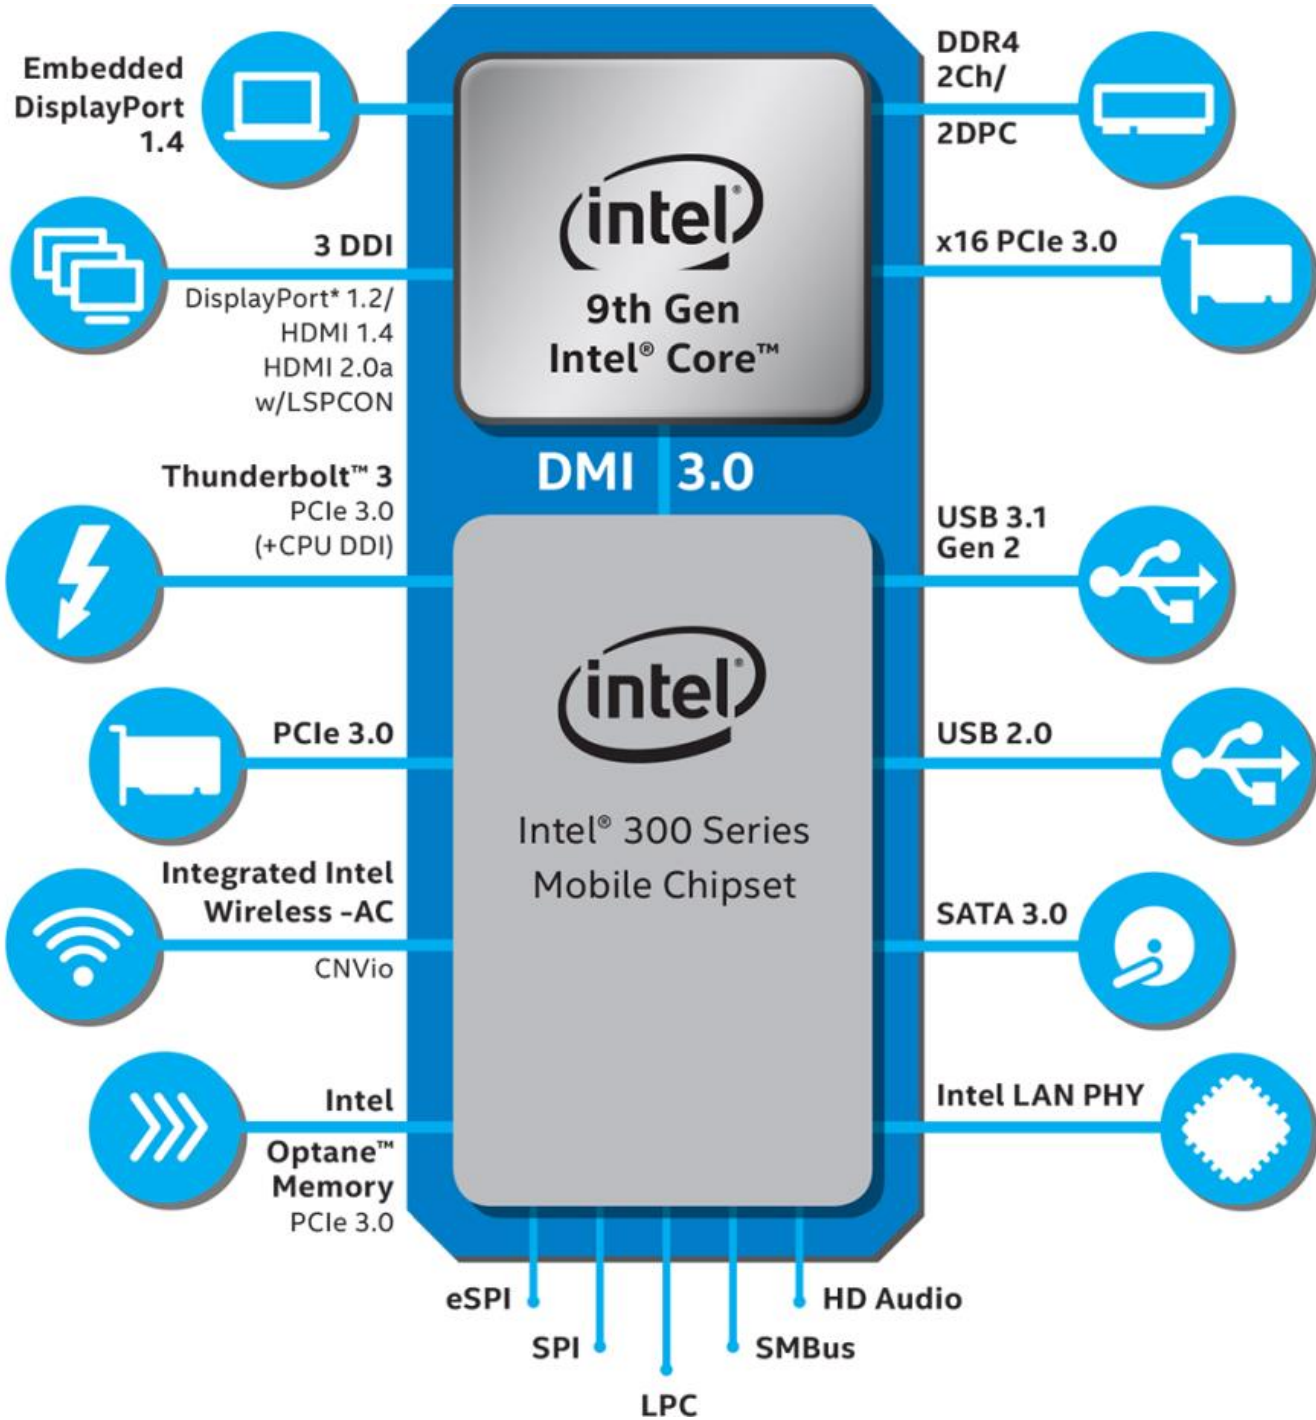 Embedded
DisplayPort
1.4
DDR4
2Ch/
2DPC
intel®
9th Gen
Intel® Core™
3 DDI
DisplayPort* 1.2/
HDMI 1.4
HDMI 2.0a
w/LSPCON
x16 PCIe 3.0
DMI 3.0
Thunderbolt™ 3
PCIe 3.0
(+CPU DDI)
USB 3.1
Gen 2
intel®
Intel® 300 Series
Mobile Chipset
PCIe 3.0
USB 2.0
Integrated Intel
Wireless -AC
CNVio
SATA 3.0
Intel
Optane™
Memory
PCIe 3.0
Intel LAN PHY
eSPI
SPI
LPC
SMBus
HD Audio